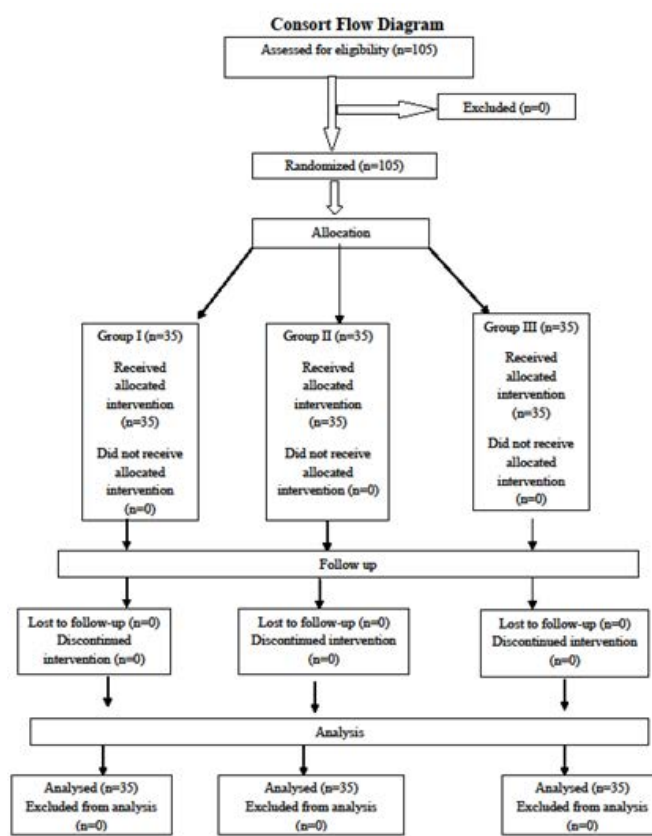 Consort Flow Diagram
Assessed for eligibility (n=105)
Excluded (n=0)
Randomized (n=105)
Allocation
Group I (n=35)
Received
allocated
intervention
(n=35)
Did not receive
allocated
intervention
(n=0)
Group II (n=35)
Received
allocated
intervention
(n=35)
Did not receive
allocated
intervention (n=0)
Group III (n=35)
Received
allocated
intervention
(n=35)
Did not receive
allocated
intervention
(n=0)
Follow up
Lost to follow-up (n=0)
Discontinued
intervention (n=0)
Lost to follow-up (n=0)
Discontinued intervention
(n=0)
Lost to follow-up (n=0)
Discontinued intervention
(n=0)
Analysis
Analysed (n=35)
Excluded from analysis
(n=0)
Analysed (n=35)
Excluded from analysis
(n=0)
Analysed (n=35)
Excluded from analysis
(n=0)